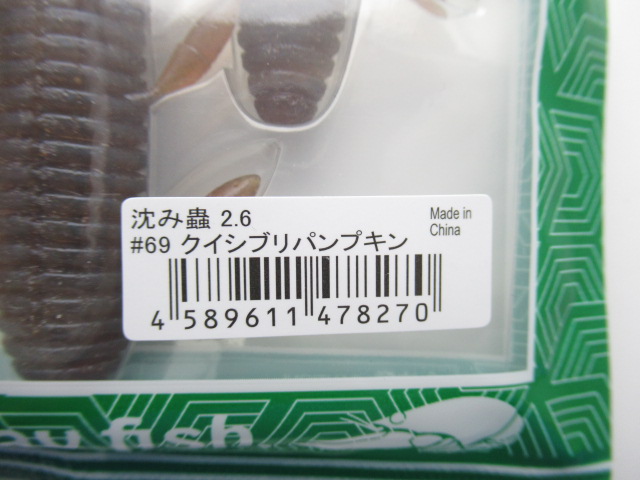 沈み蟲 2.6
#69 クイシブリパンプキン
Made in
China
4 589611 478270
fish